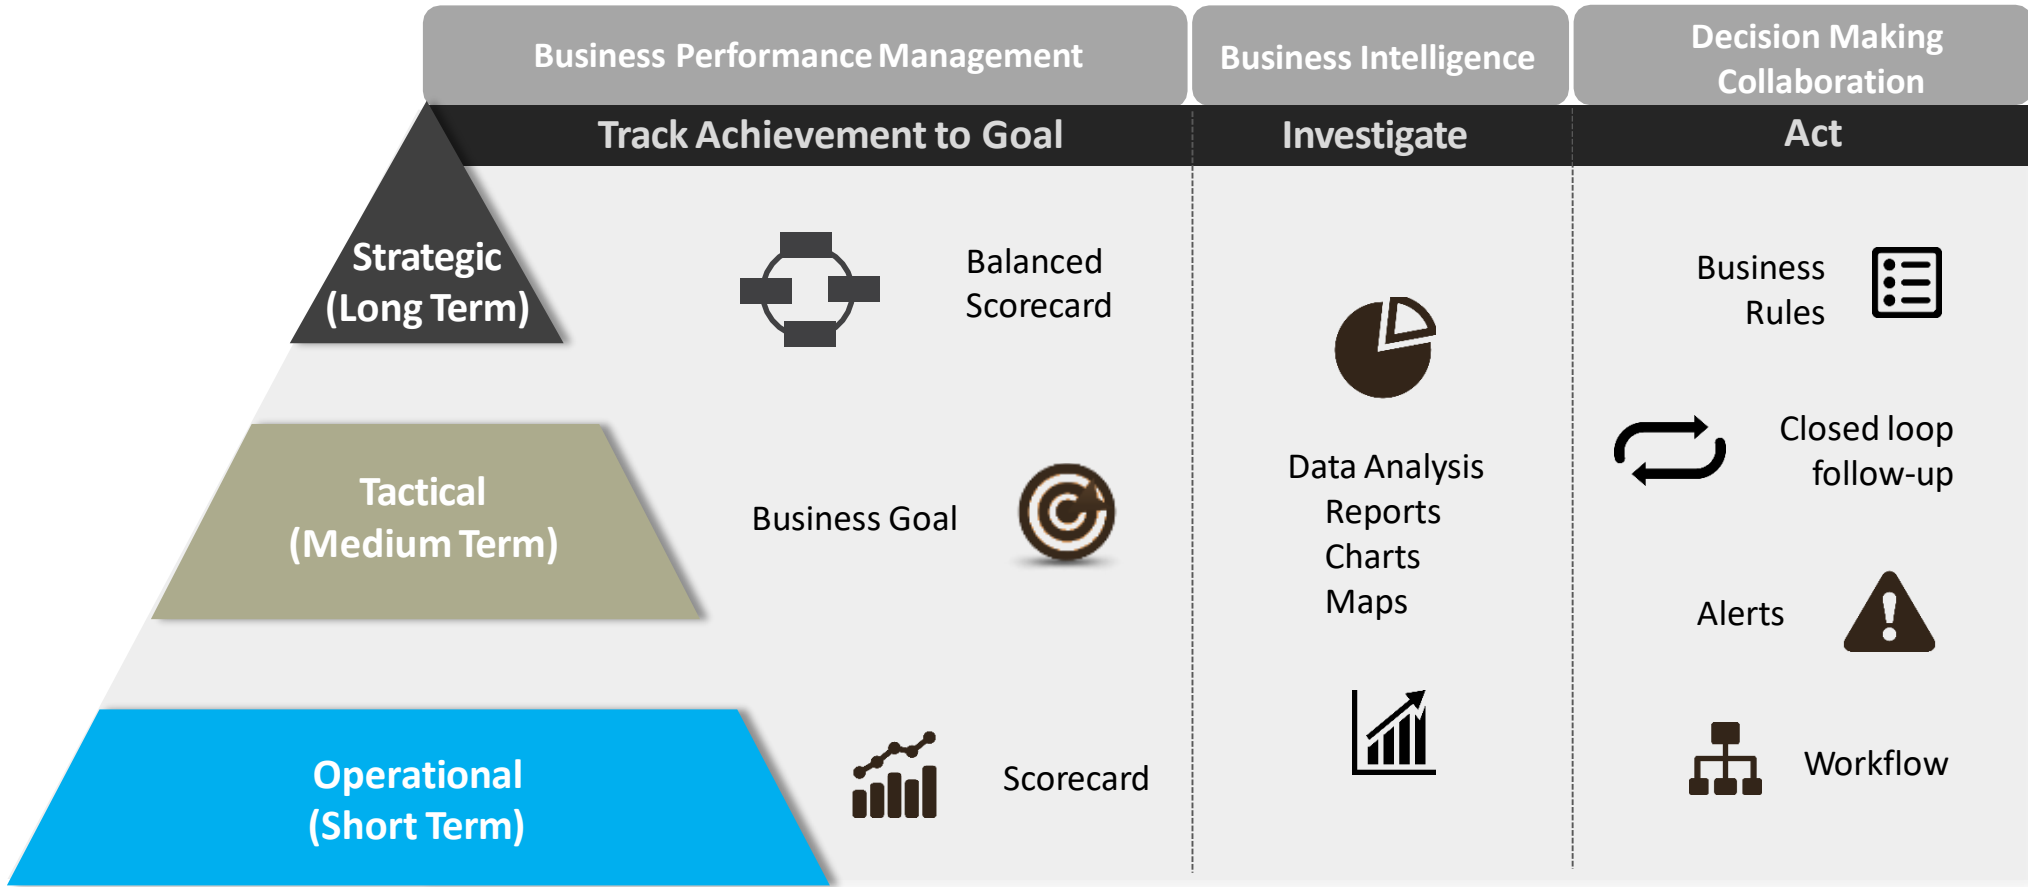 Business Performance Management
Business Intelligence
Decision Making
Collaboration
Track Achievement to Goal
Investigate
Act
Strategic
(Long Term)
Balanced
Scorecard
Business
Rules
Tactical
(Medium Term)
Business Goal
Data Analysis
Reports
Charts
Maps
Closed loop
follow-up
Alerts
Operational
(Short Term)
Scorecard
Workflow